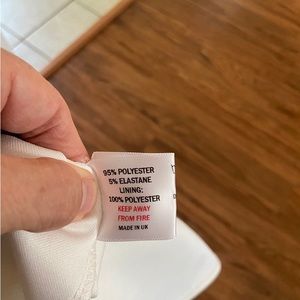 95% POLYESTER
5% ELASTANE
LINING:
100% POLYESTER
KEEP AWAY
FROM FIRE
MADE IN UK